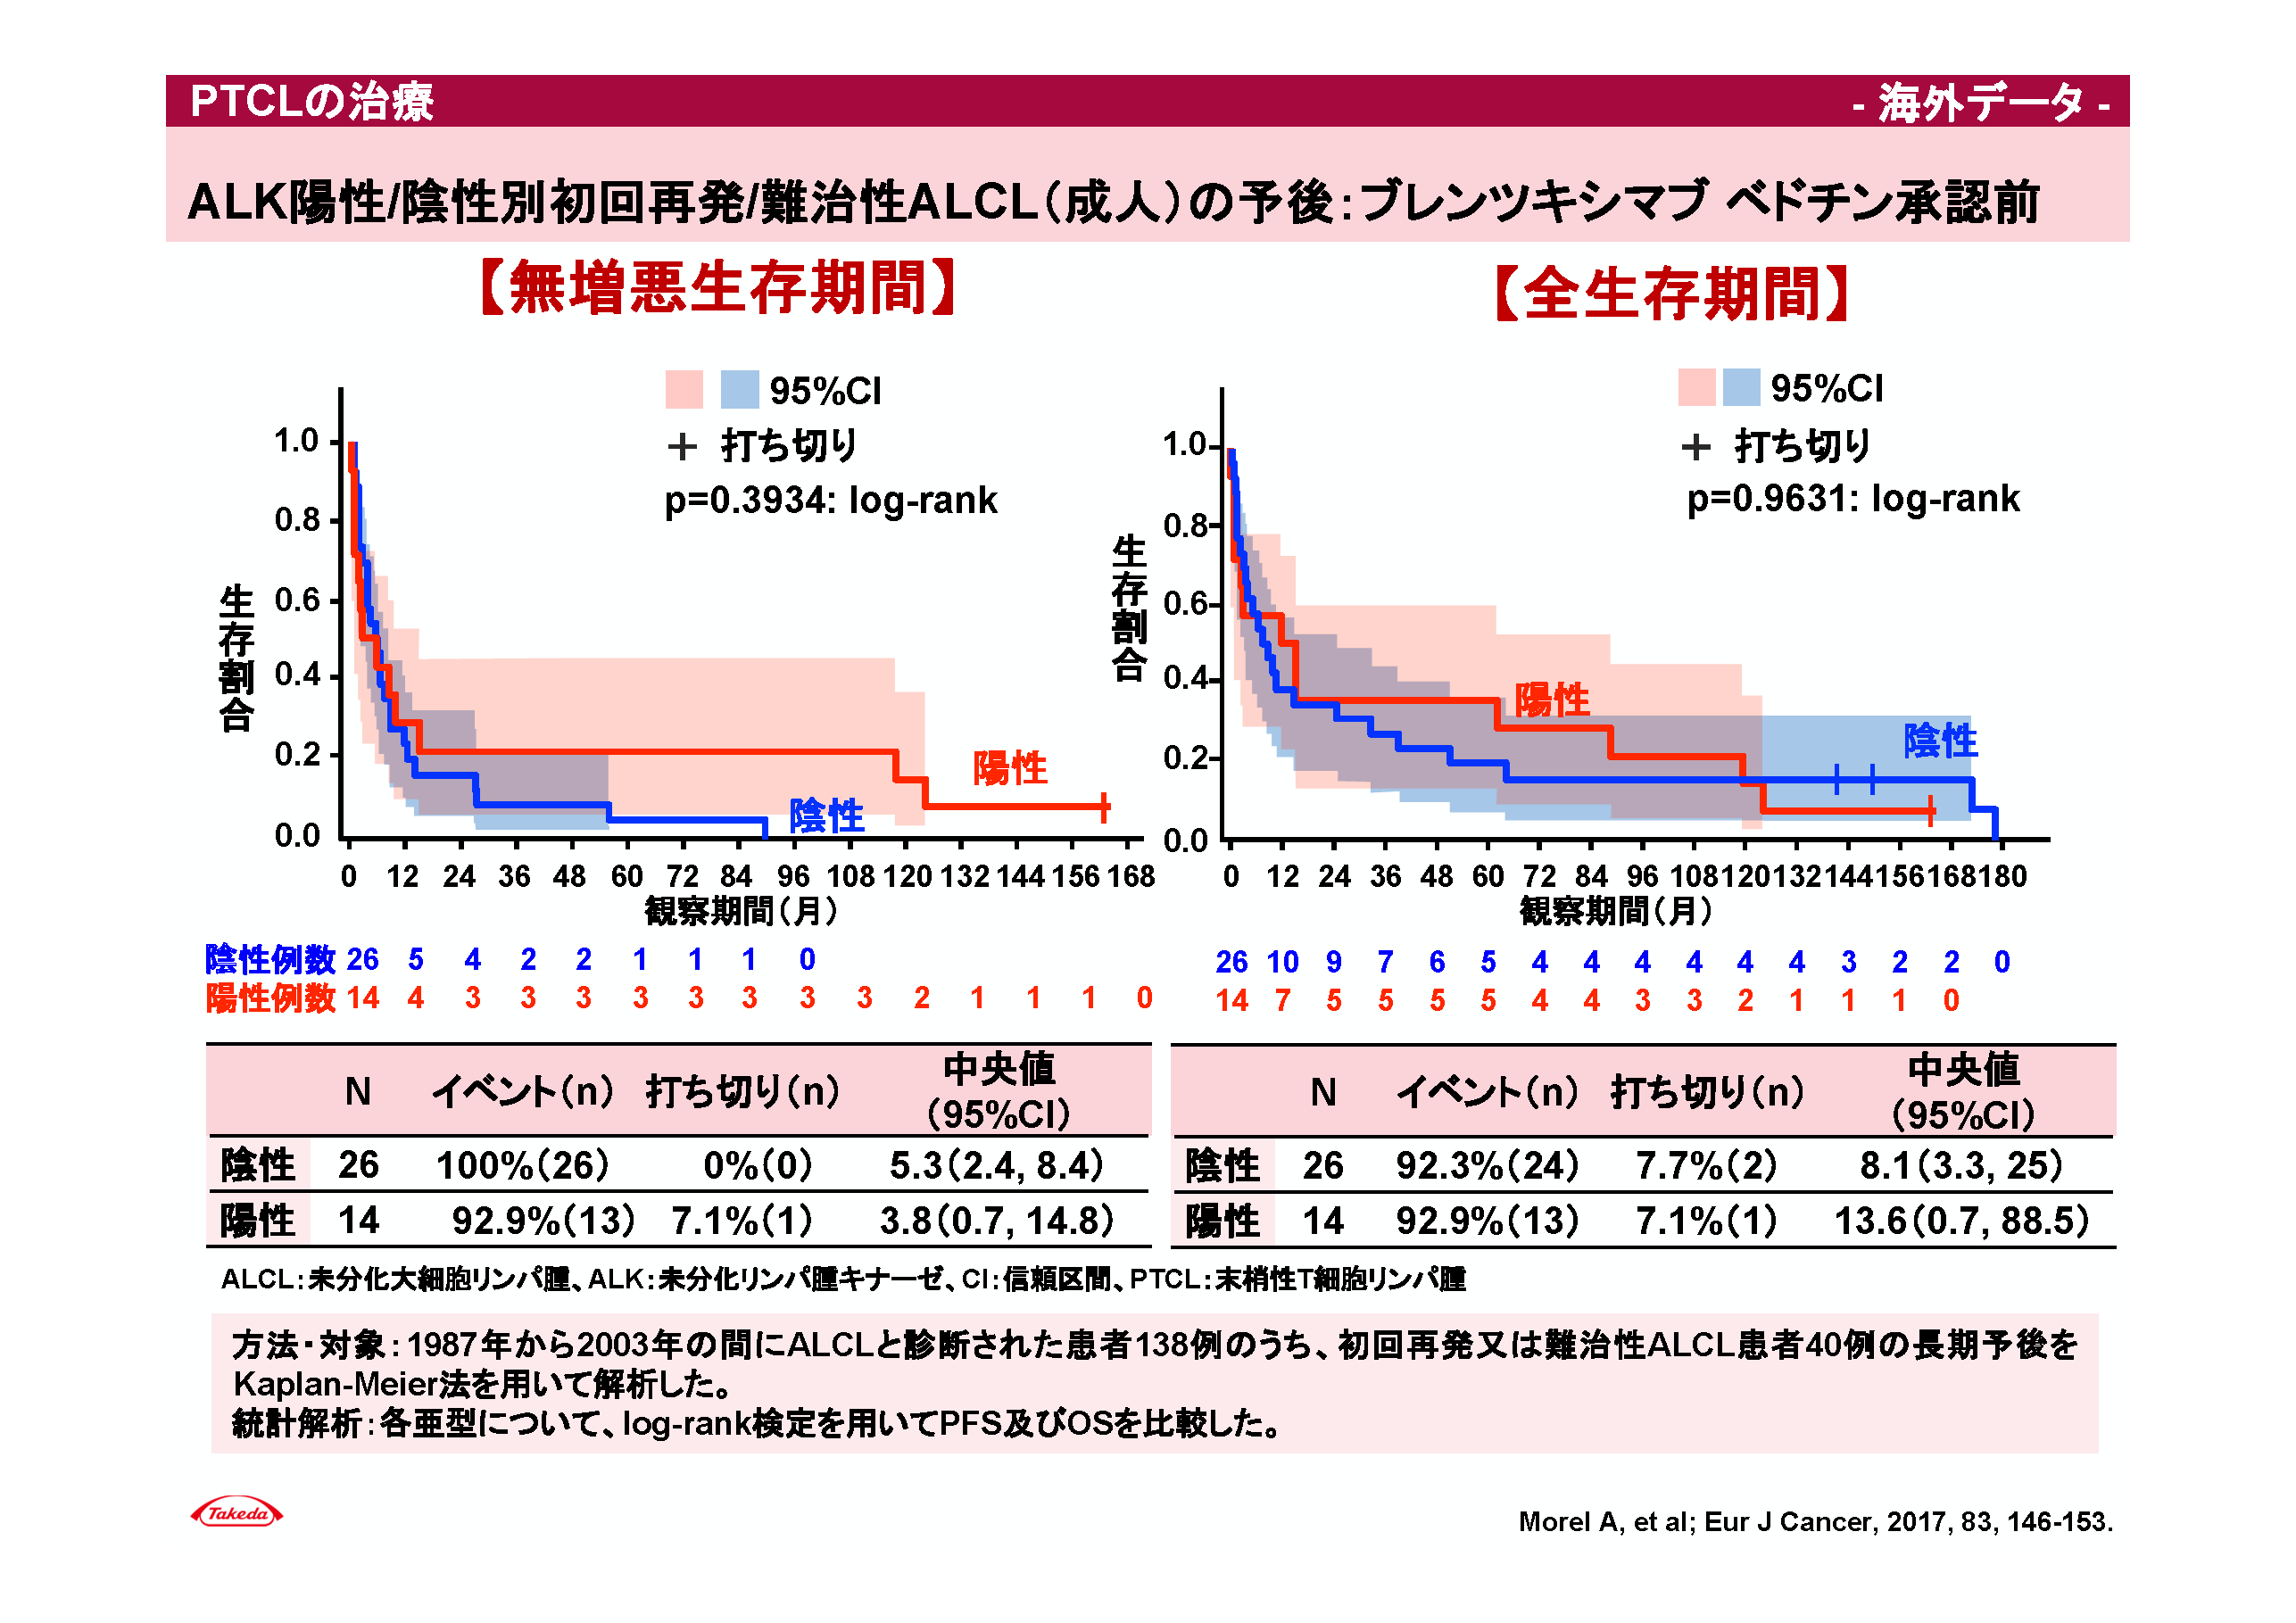 PTCLの治療
- 海外データ -
ALK陽性/陰性別初回再発/難治性ALCL（成人）の予後：ブレンツキシマブ ベドチン承認前
【無増悪生存期間】
95%CI
+ 打ち切り
p=0.3934: log-rank
生存割合
1.0
0.8
0.6
0.4
0.2
0.0
陽性
陰性
0 12 24 36 48 60 72 84 96 108 120 132 144 156 168
観察期間（月）
陰性例数 26 5 4 2 2 1 1 1 0
陽性例数 14 4 3 3 3 3 3 3 3 3 2 1 1 1 0
N イベント（n） 打ち切り（n） 中央値
（95%CI）
陰性 26 100%（26） 0%（0） 5.3（2.4, 8.4）
陽性 14 92.9%（13） 7.1%（1） 3.8（0.7, 14.8）
【全生存期間】
95%CI
+ 打ち切り
p=0.9631: log-rank
生存割合
1.0
0.8
0.6
0.4
0.2
0.0
陽性
陰性
0 12 24 36 48 60 72 84 96 108 120 132 144 156 168 180
観察期間（月）
26 10 9 7 6 5 4 4 4 4 4 4 3 2 2 0
14 7 5 5 5 5 4 4 3 3 2 1 1 1 0
N イベント（n） 打ち切り（n） 中央値
（95%CI）
陰性 26 92.3%（24） 7.7%（2） 8.1（3.3, 25）
陽性 14 92.9%（13） 7.1%（1） 13.6（0.7, 88.5）
ALCL：未分化大細胞リンパ腫、ALK：未分化リンパ腫キナーゼ、CI：信頼区間、PTCL：末梢性T細胞リンパ腫
方法・対象：1987年から2003年の間にALCLと診断された患者138例のうち、初回再発又は難治性ALCL患者40例の長期予後を
Kaplan-Meier法を用いて解析した。
統計解析：各亜型について、log-rank検定を用いてPFS及びOSを比較した。
Takeda
Morel A, et al; Eur J Cancer, 2017, 83, 146-153.